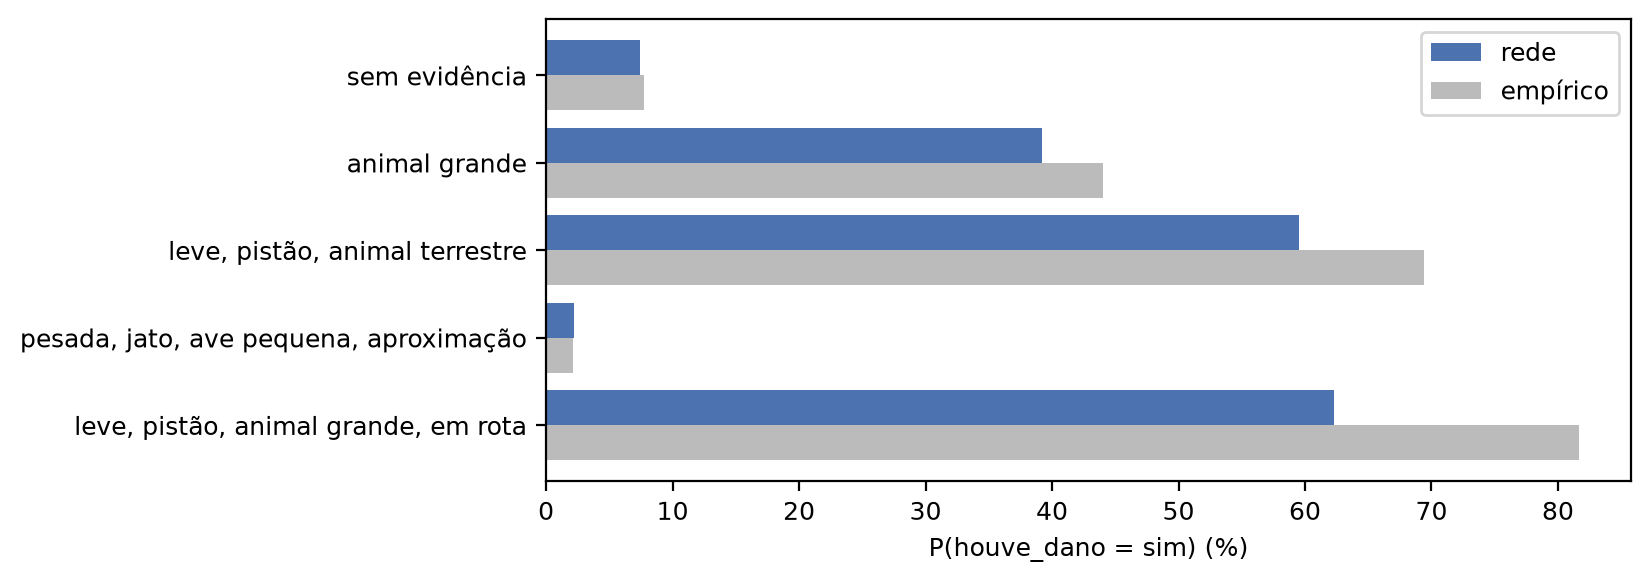 rede
empírico
sem evidência
animal grande
leve, pistão, animal terrestre
pesada, jato, ave pequena, aproximação
leve, pistão, animal grande, em rota
0 10 20 30 40 50 60 70 80
P(houve_dano = sim) (%)